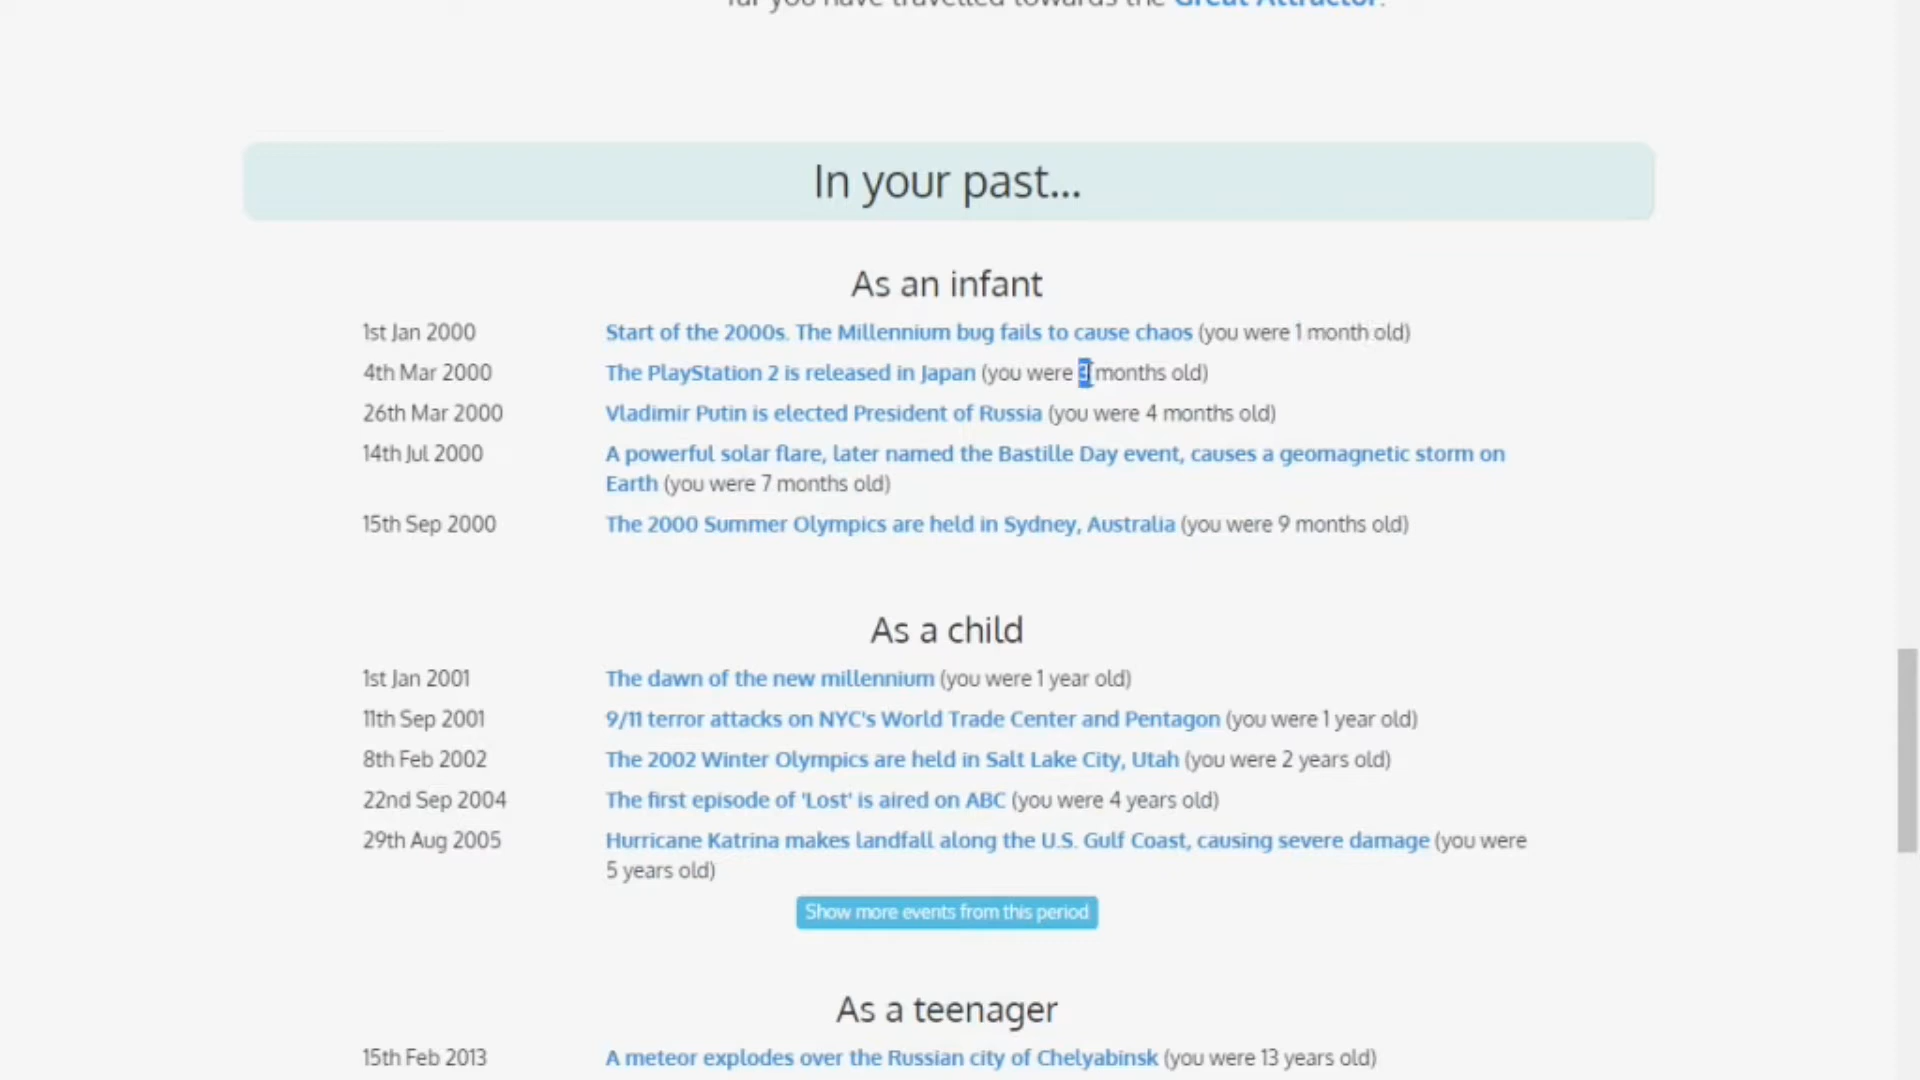 far you have travelled towards the Great Attractor.
In your past...
As an infant
1st Jan 2000 Start of the 2000s. The Millennium bug fails to cause chaos (you were 1 month old)
4th Mar 2000 The PlayStation 2 is released in Japan (you were 3 months old)
26th Mar 2000 Vladimir Putin is elected President of Russia (you were 4 months old)
14th Jul 2000 A powerful solar flare, later named the Bastille Day event, causes a geomagnetic storm on
Earth (you were 7 months old)
15th Sep 2000 The 2000 Summer Olympics are held in Sydney, Australia (you were 9 months old)
As a child
1st Jan 2001 The dawn of the new millennium (you were 1 year old)
11th Sep 2001 9/11 terror attacks on NYC's World Trade Center and Pentagon (you were 1 year old)
8th Feb 2002 The 2002 Winter Olympics are held in Salt Lake City, Utah (you were 2 years old)
22nd Sep 2004 The first episode of 'Lost' is aired on ABC (you were 4 years old)
29th Aug 2005 Hurricane Katrina makes landfall along the U.S. Gulf Coast, causing severe damage (you were
5 years old)
Show more events from this period
As a teenager
15th Feb 2013 A meteor explodes over the Russian city of Chelyabinsk (you were 13 years old)